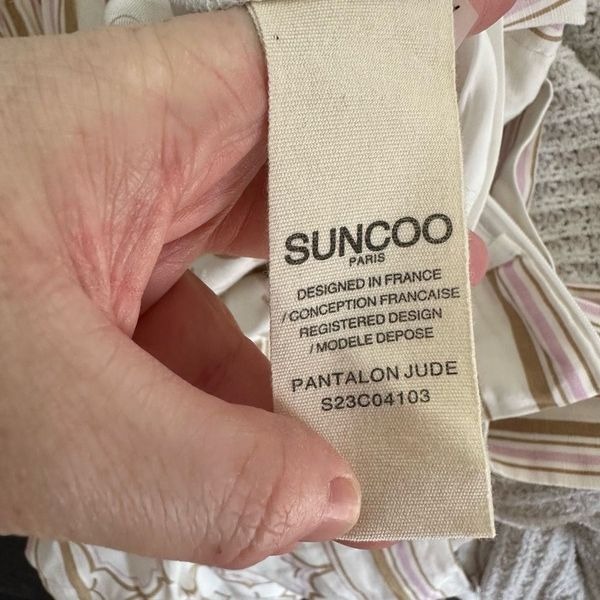 SUNCOO
PARIS
DESIGNED IN FRANCE
/CONCEPTION FRANCAISE
REGISTERED DESIGN
/MODELE DEPOSE
PANTALON JUDE
S23C04103